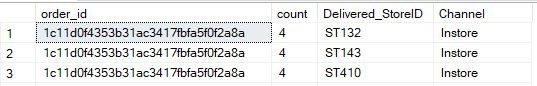 order_id count Delivered_StoreID Channel
1 1c11d0f4353b31ac3417fbfa5f0f2a8a 4 ST132 Instore
2 1c11d0f4353b31ac3417fbfa5f0f2a8a 4 ST143 Instore
3 1c11d0f4353b31ac3417fbfa5f0f2a8a 4 ST410 Instore